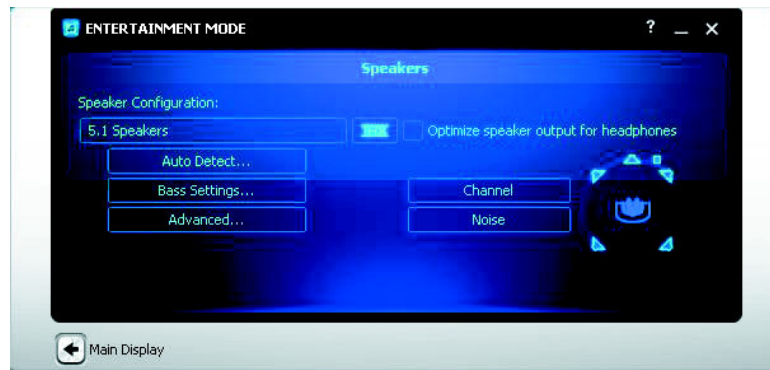 ENTERTAINMENT MODE ? _ X
Speakers
Speaker Configuration:
5.1 Speakers
Optimize speaker output for headphones
Auto Detect...
Bass Settings...
Channel
Advanced...
Noise
Main Display